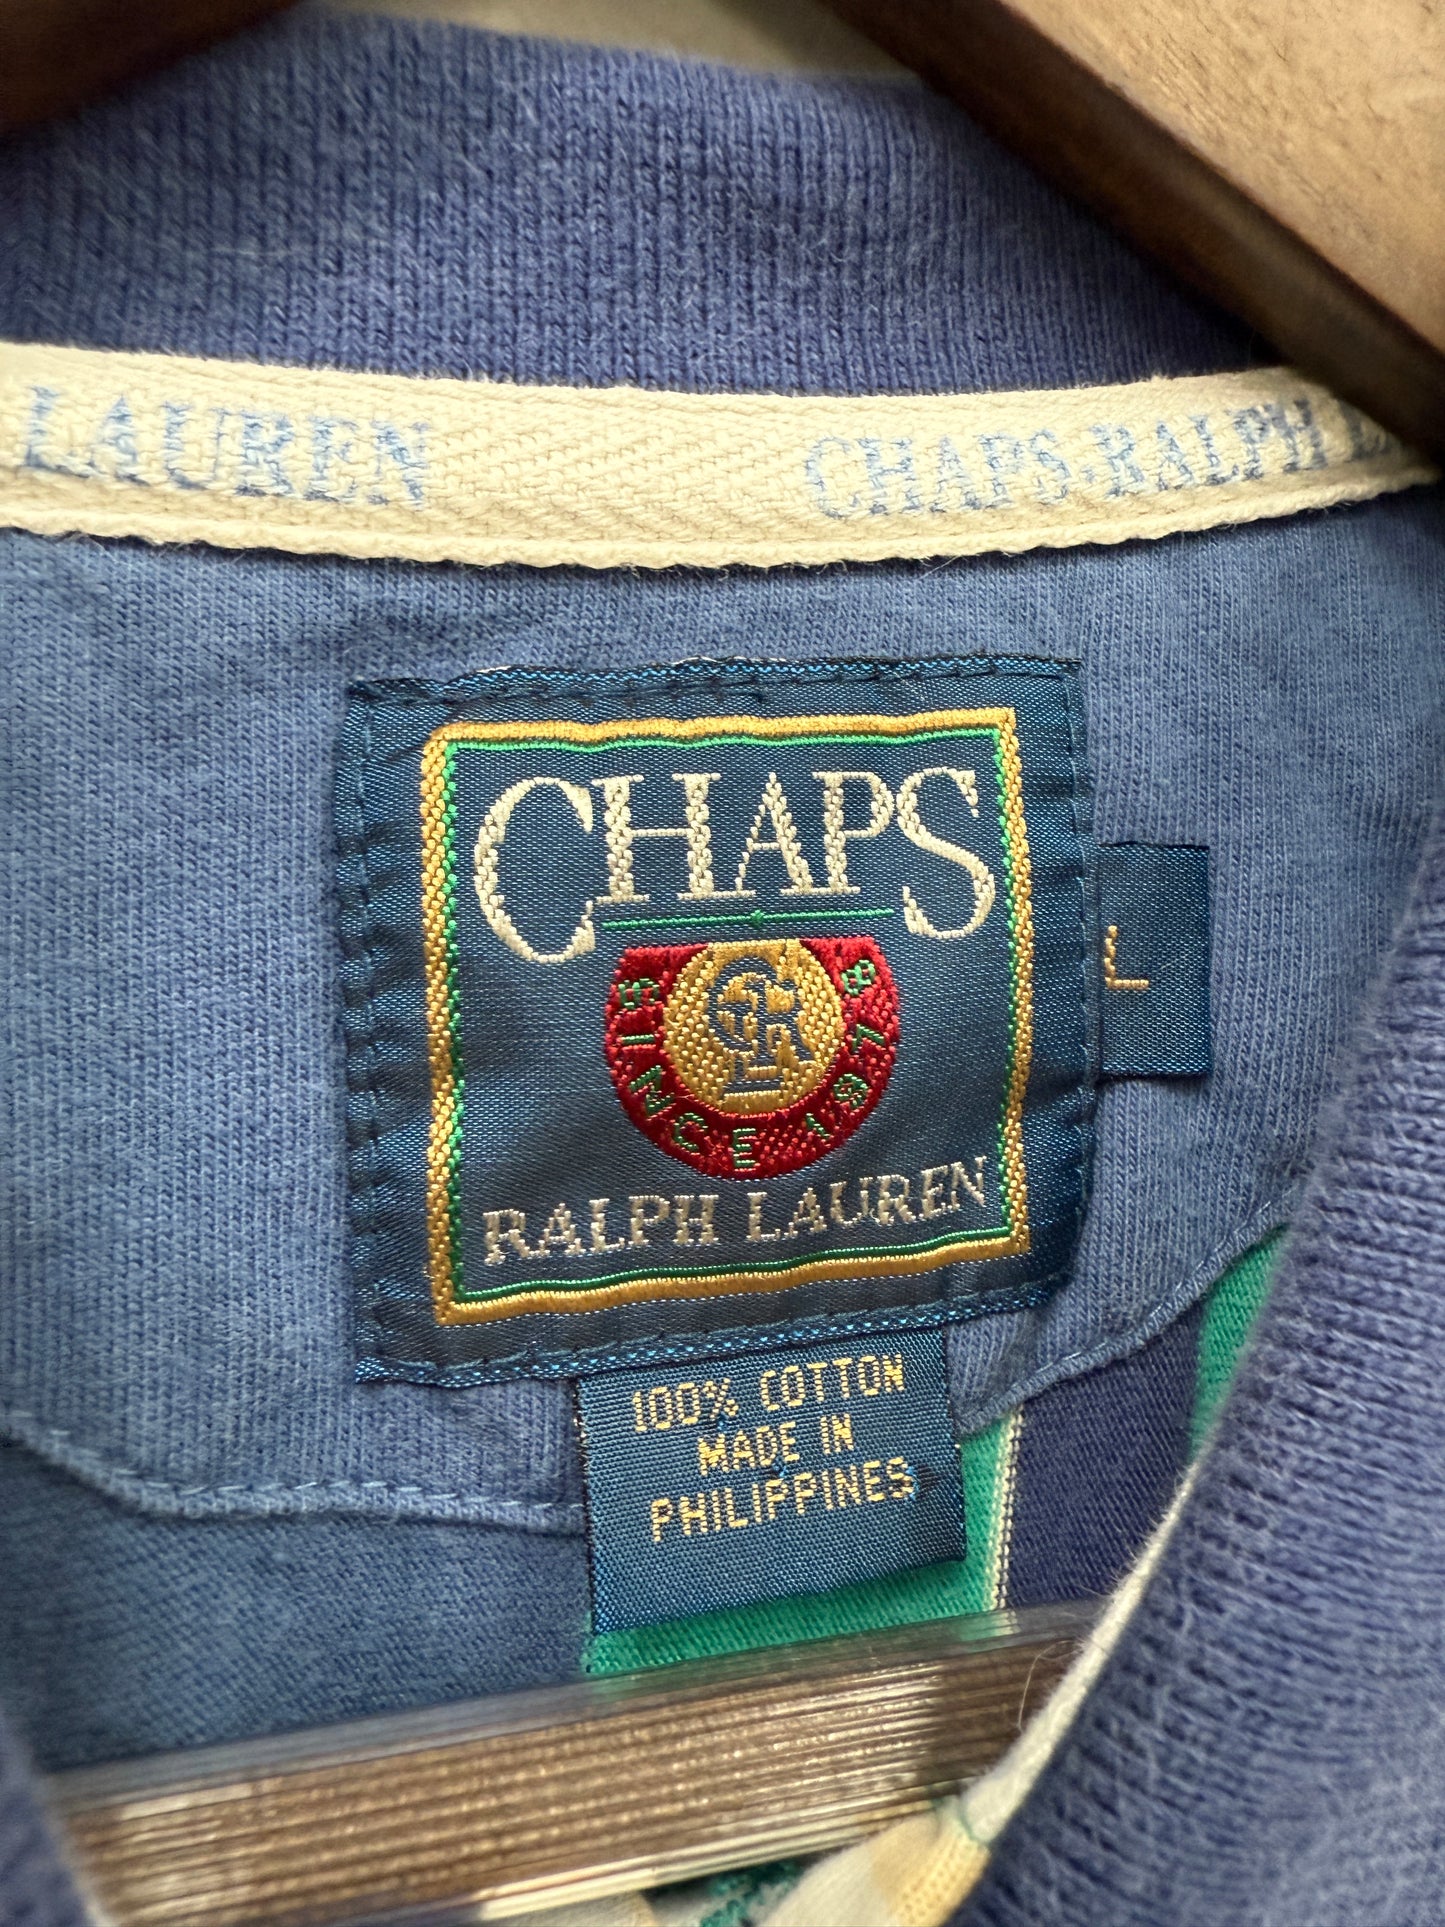 LAUREN CHAPS·RALPH L
CHAPS
SINCE 1978
RALPH LAUREN
L
100% COTTON
MADE IN
PHILIPPINES